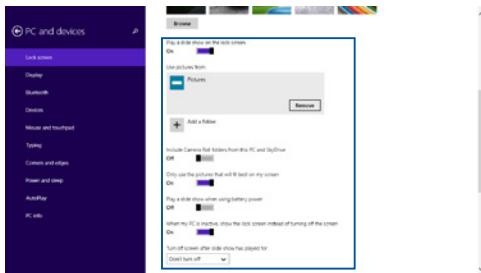 PC and devices
Lock screen
Display
Bluetooth
Devices
Mouse and touchpad
Typing
Corners and edges
Power and sleep
AutoPlay
PC info
Browse
Play a slide show on the lock screen
On
Use pictures from
Pictures
Remove
Add a folder
Include Camera Roll folders from this PC and SkyDrive
Off
Only use the pictures that will fit best on my screen
On
Play a slide show when using battery power
Off
When my PC is inactive, show the lock screen instead of turning off the screen
On
Turn off screen after slide show has played for
Don't turn off